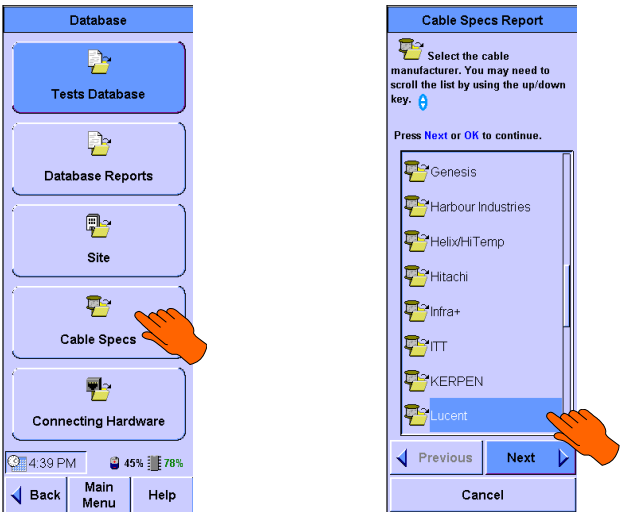 Database
Tests Database
Database Reports
Site
Cable Specs
Connecting Hardware
4:39 PM 45% 78%
Back Main Menu Help
Cable Specs Report
Select the cable
manufacturer. You may need to
scroll the list by using the up/down
key.
Press Next or OK to continue.
Genesis
Harbour Industries
Helix/HiTemp
Hitachi
Infra+
ITT
KERPEN
Lucent
Previous Next
Cancel